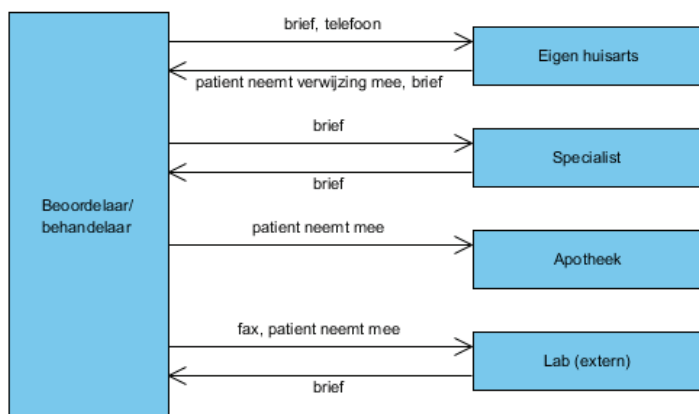 brief, telefoon
Eigen huisarts
patient neemt verwijzing mee, brief
brief
Specialist
brief
Beoordelaar/
behandelaar
patient neemt mee
Apotheek
fax, patient neemt mee
Lab (extern)
brief